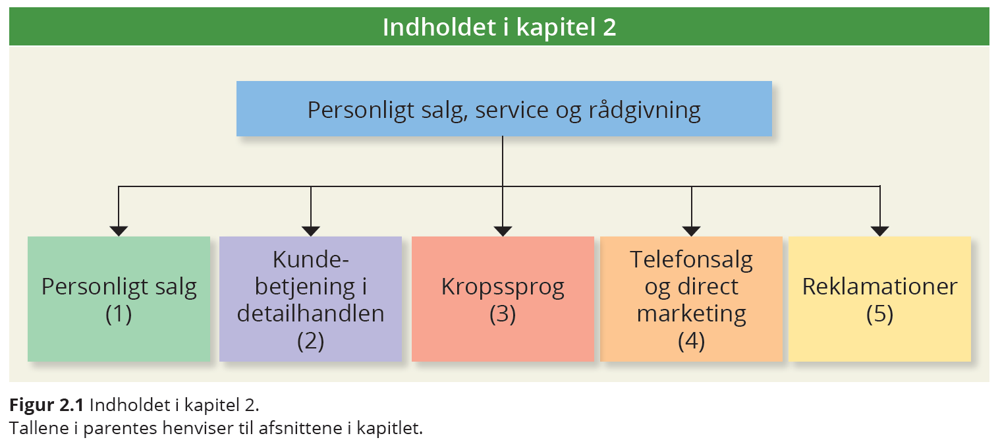 Indholdet i kapitel 2
Personligt salg, service og rådgivning
Personligt salg
(1)
Kunde-
betjening i
detailhandlen
(2)
Kropssprog
(3)
Telefonsalg
og direct
marketing
(4)
Reklamationer
(5)
Figur 2.1 Indholdet i kapitel 2.
Tallene i parentes henviser til afsnittene i kapitlet.